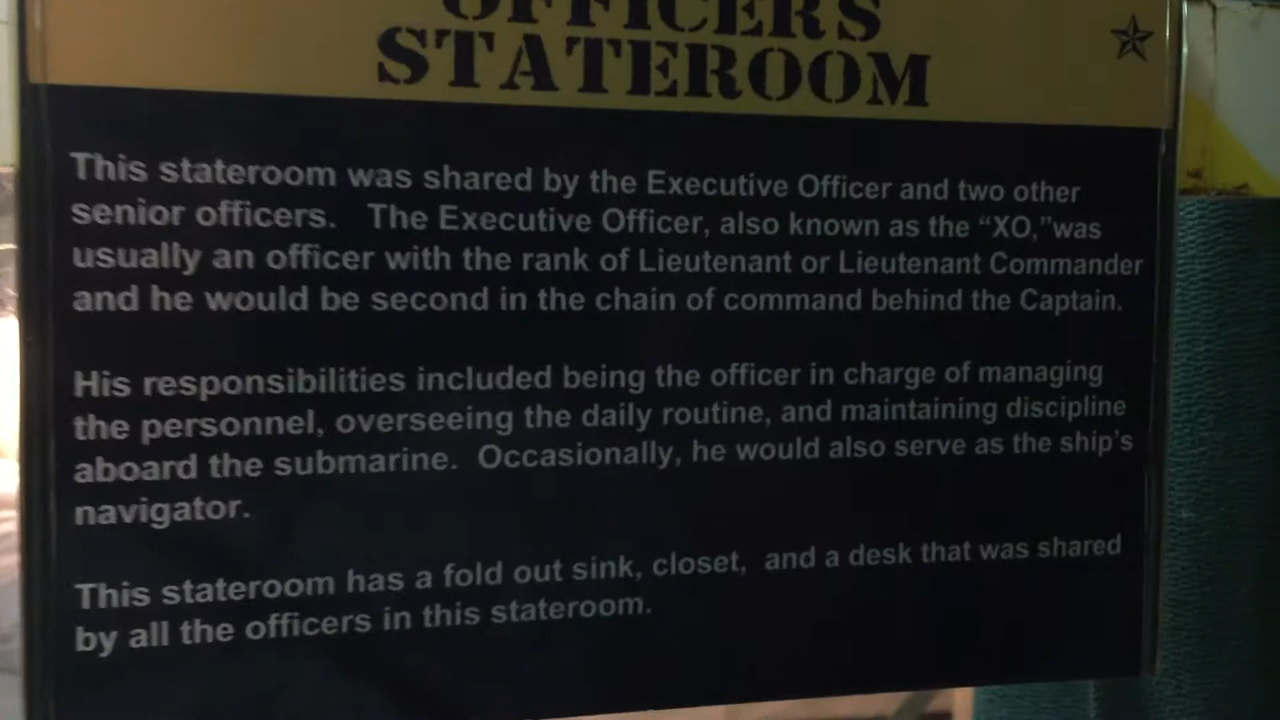 OFFICERS
STATEROOM
This stateroom was shared by the Executive Officer and two other
senior officers. The Executive Officer, also known as the “XO,”was
usually an officer with the rank of Lieutenant or Lieutenant Commander
and he would be second in the chain of command behind the Captain.
His responsibilities included being the officer in charge of managing
the personnel, overseeing the daily routine, and maintaining discipline
aboard the submarine. Occasionally, he would also serve as the ship's
navigator.
This stateroom has a fold out sink, closet, and a desk that was shared
by all the officers in this stateroom.